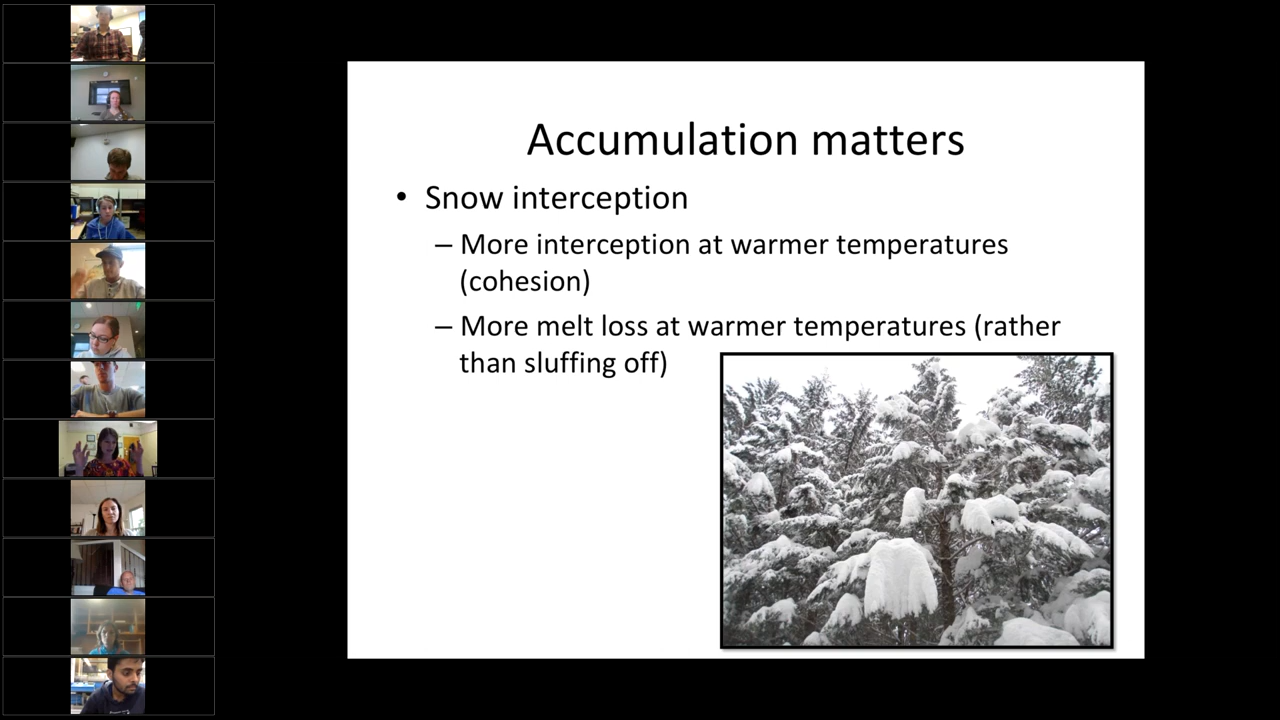 Accumulation matters
• Snow interception
– More interception at warmer temperatures
(cohesion)
– More melt loss at warmer temperatures (rather
than sluffing off)